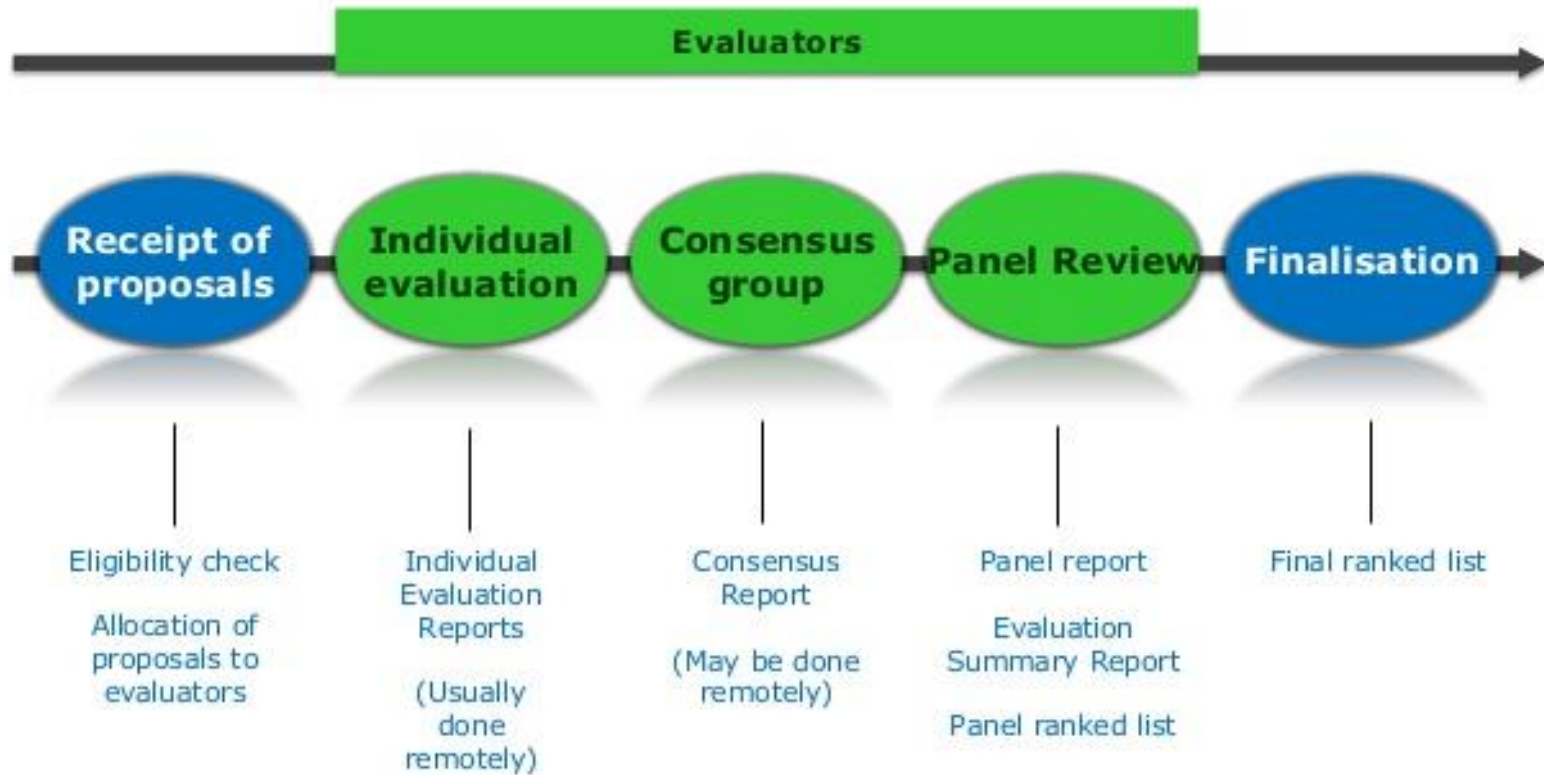 Evaluators
Receipt of
proposals
Individual
evaluation
Consensus
group
Panel Review
Finalisation
Eligibility check
Allocation of
proposals to
evaluators
Individual
Evaluation
Reports
(Usually
done
remotely)
Consensus
Report
(May be done
remotely)
Panel report
Evaluation
Summary Report
Panel ranked list
Final ranked list